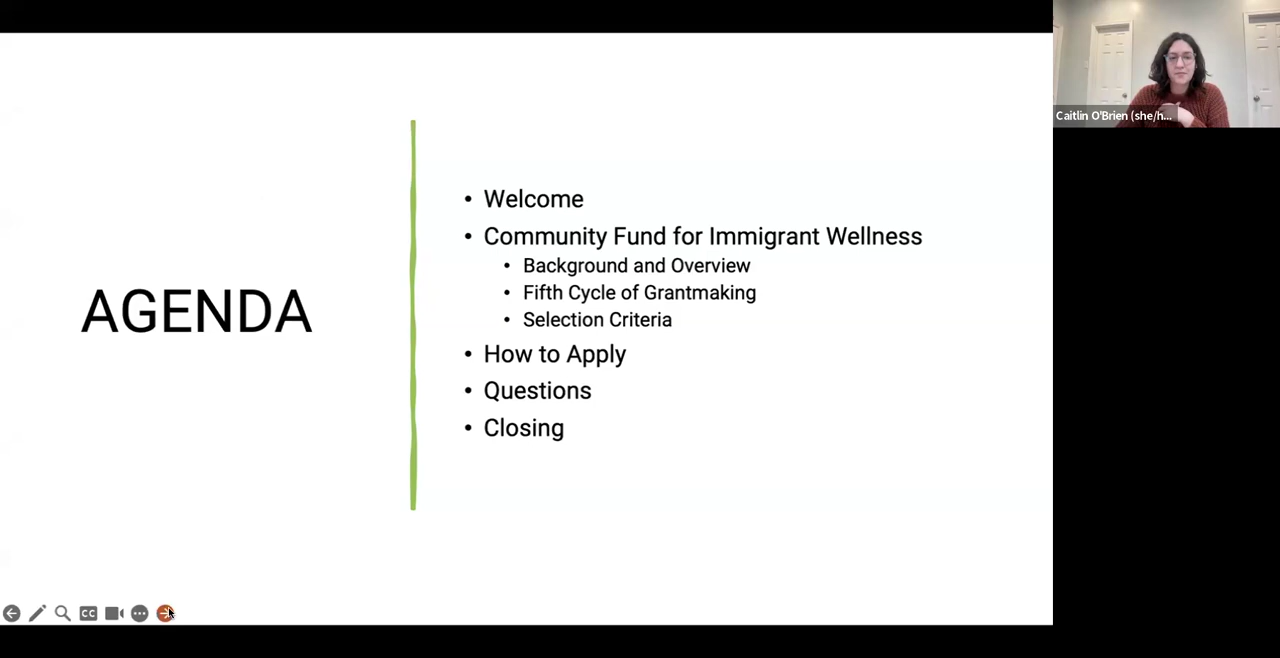 AGENDA
• Welcome
• Community Fund for Immigrant Wellness
• Background and Overview
• Fifth Cycle of Grantmaking
• Selection Criteria
• How to Apply
• Questions
• Closing
Caitlin O'Brien (she/h...
CC